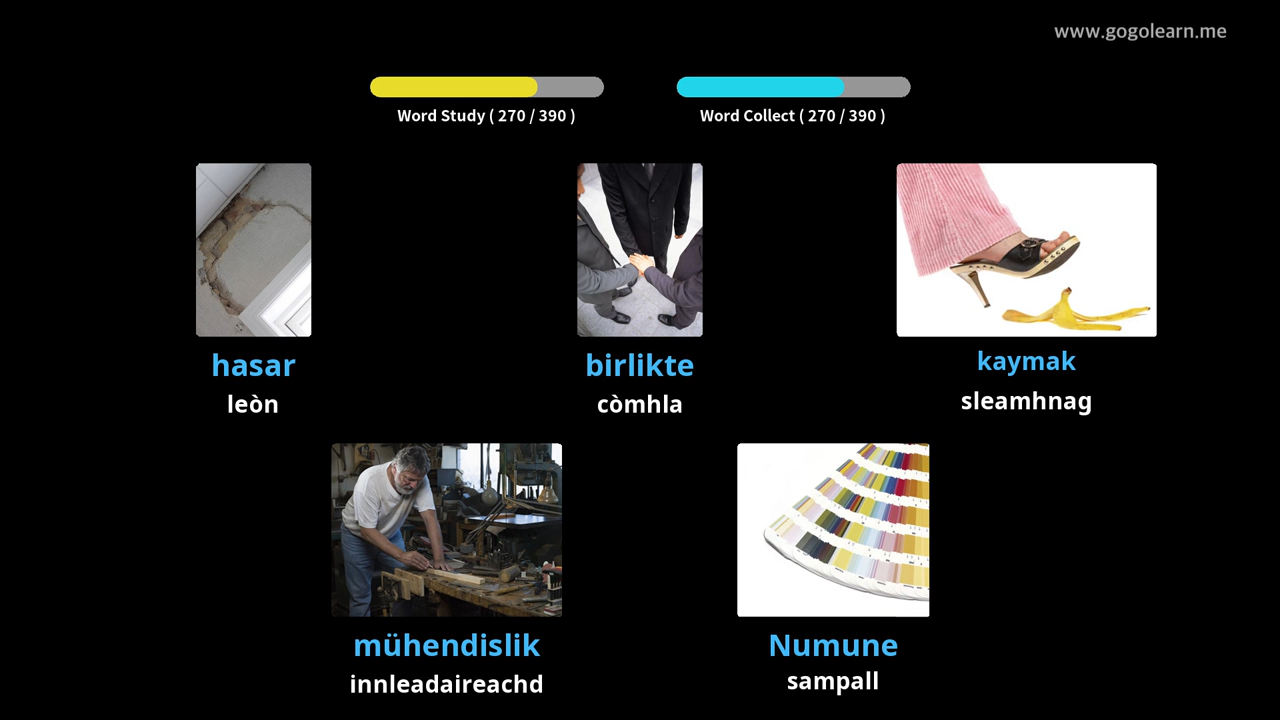 www.gogolearn.me
Word Study ( 270 / 390 )
Word Collect ( 270 / 390 )
hasar
leòn
birlikte
còmhla
kaymak
sleamhnag
mühendislik
innleadaireachd
Numune
sampall